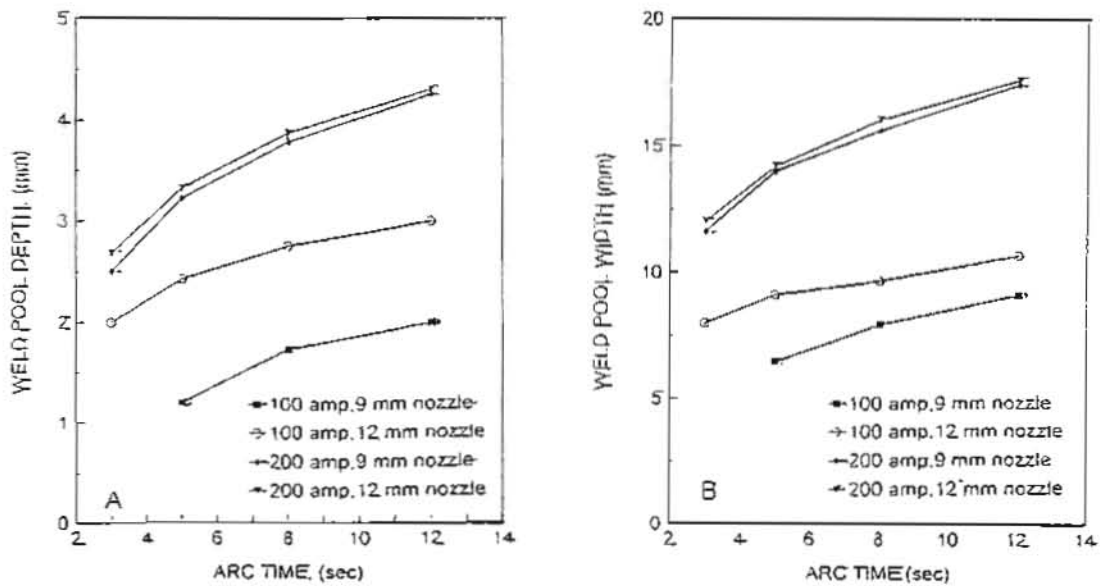 5
4
3
2
1
0
2 4 6 8 10 12 14
WELD POOL DEPTH, (mm)
ARC TIME, (sec)
100 amp, 9 mm nozzle
100 amp, 12 mm nozzle
200 amp, 9 mm nozzle
200 amp, 12 mm nozzle
A
20
15
10
5
0
2 4 6 8 10 12 14
WELD POOL WIDTH (mm)
ARC TIME (sec)
100 amp, 9 mm nozzle
100 amp, 12 mm nozzle
200 amp, 9 mm nozzle
200 amp, 12 mm nozzle
B